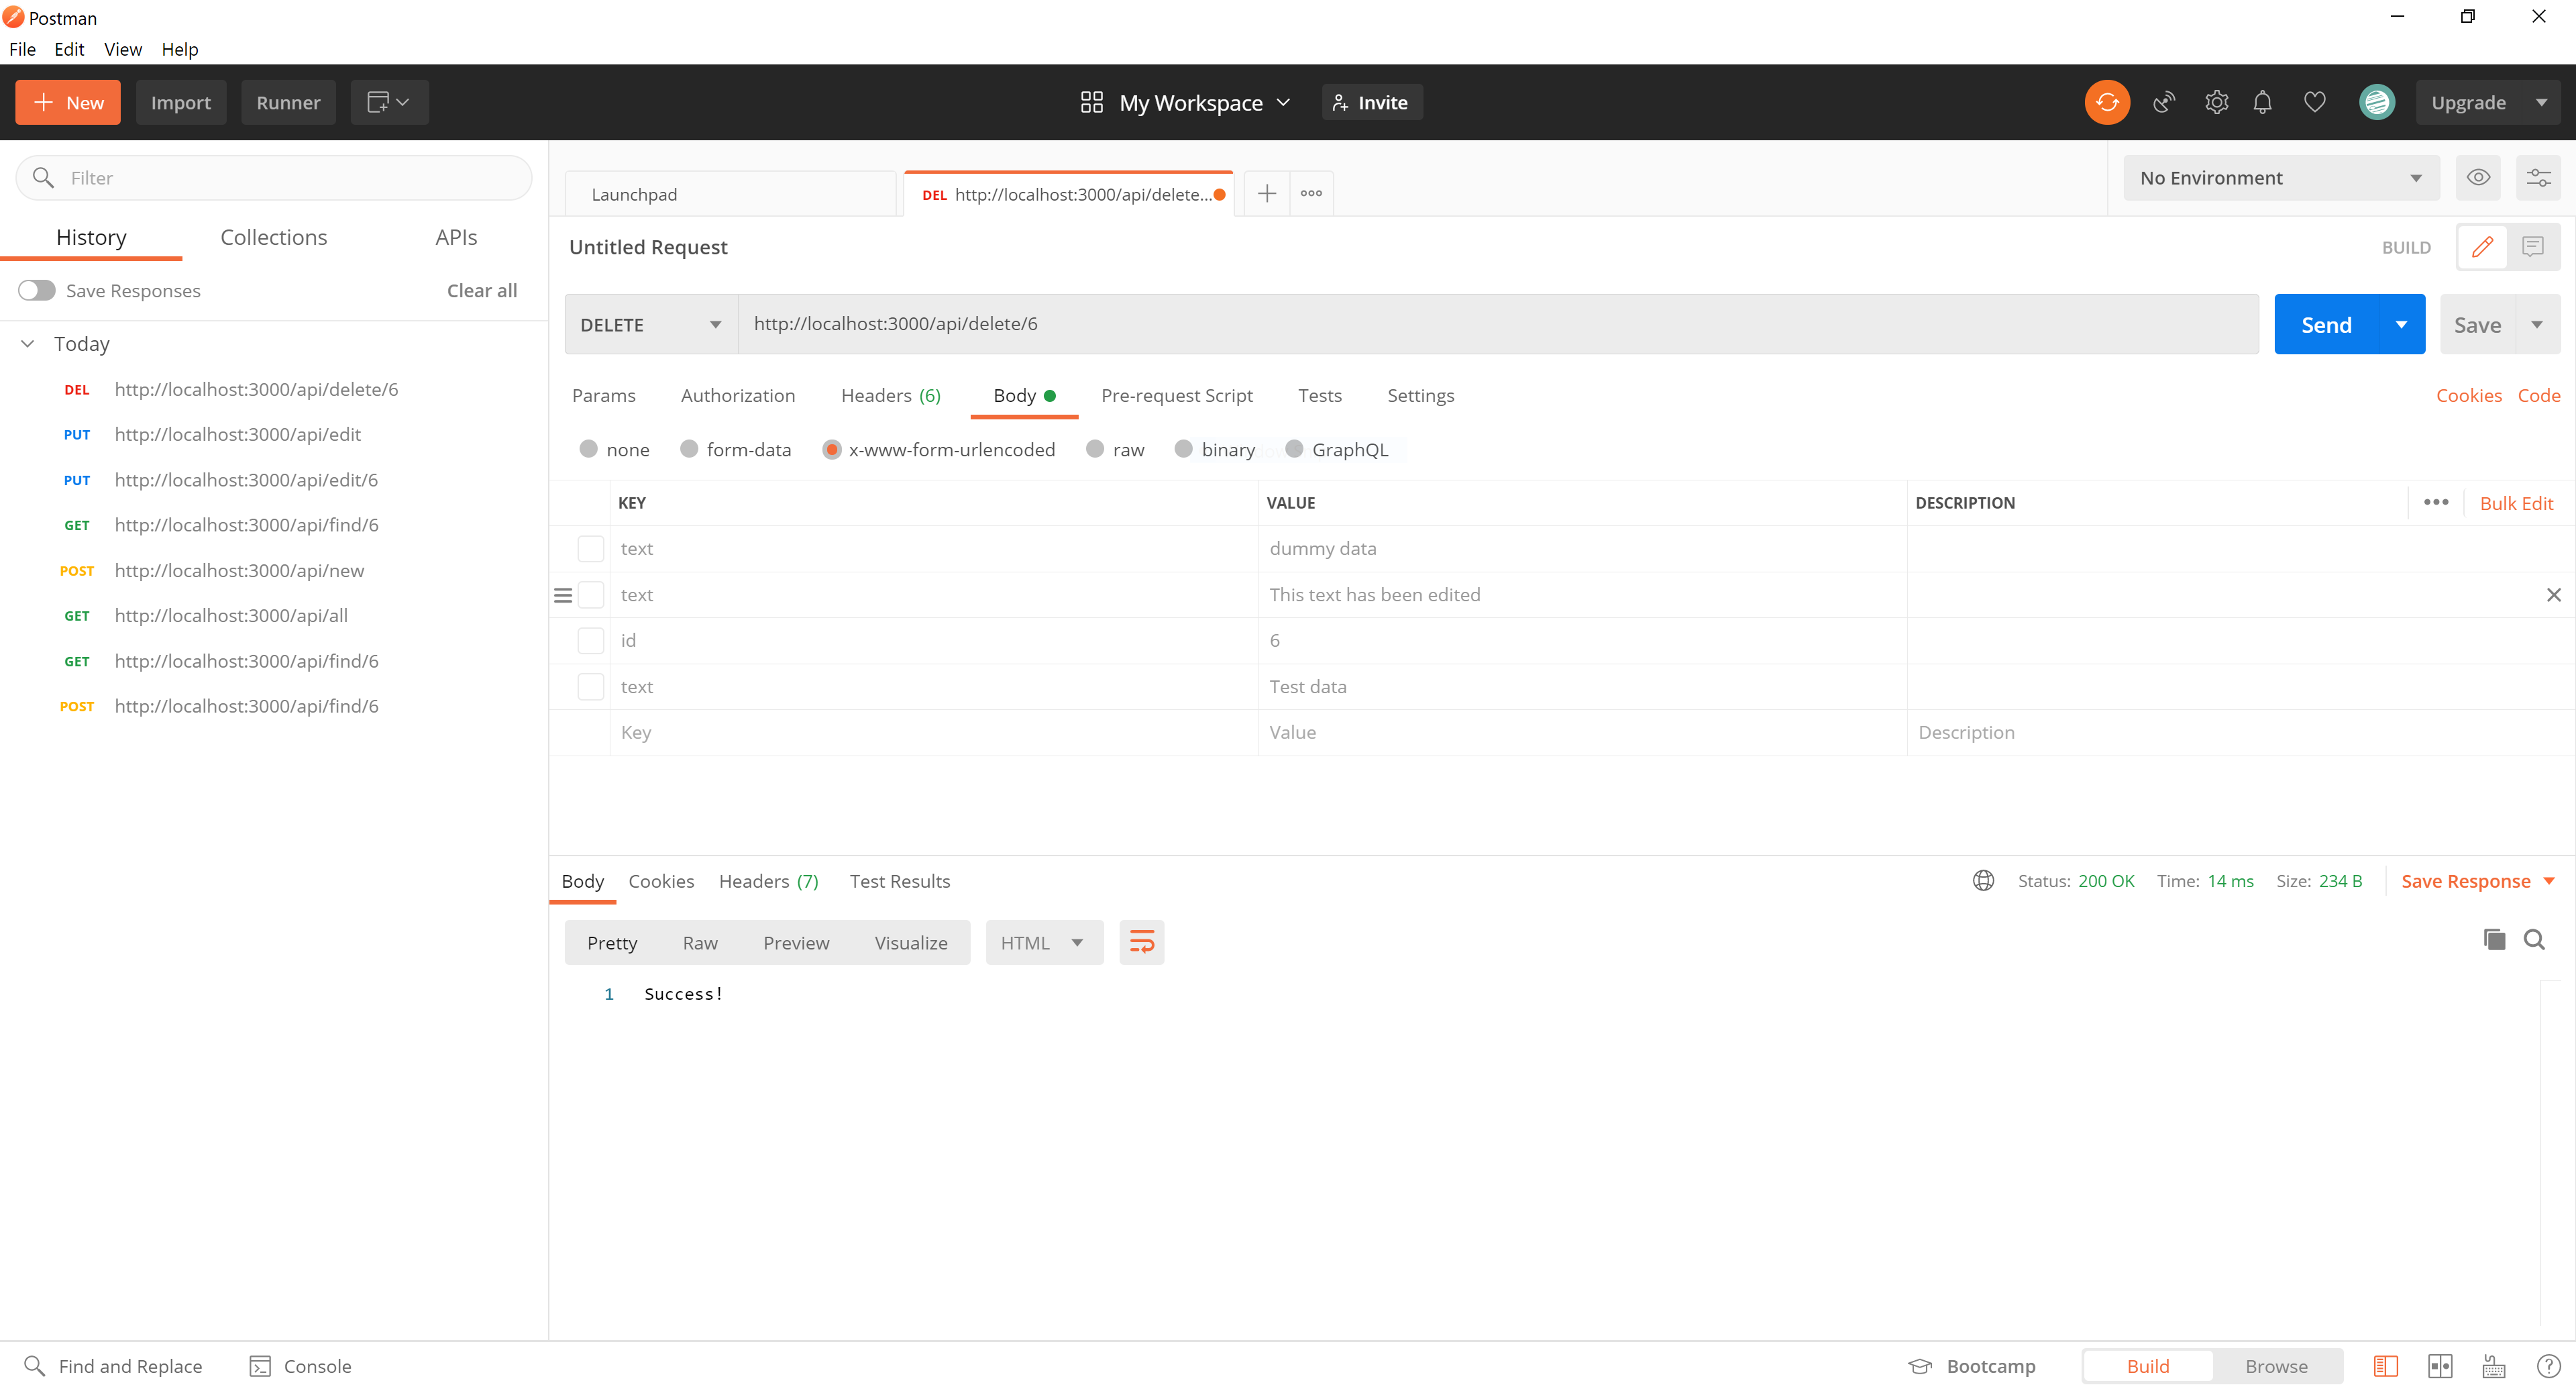 Postman
File Edit View Help
New Import Runner My Workspace Invite Upgrade
Filter
History Collections APIs
Save Responses Clear all
Today
DEL http://localhost:3000/api/delete/6
PUT http://localhost:3000/api/edit
PUT http://localhost:3000/api/edit/6
GET http://localhost:3000/api/find/6
POST http://localhost:3000/api/new
GET http://localhost:3000/api/all
GET http://localhost:3000/api/find/6
POST http://localhost:3000/api/find/6
Launchpad DEL http://localhost:3000/api/delete... No Environment
Untitled Request BUILD
DELETE http://localhost:3000/api/delete/6 Send Save
Params Authorization Headers (6) Body Pre-request Script Tests Settings Cookies Code
none form-data x-www-form-urlencoded raw binary GraphQL
KEY VALUE DESCRIPTION Bulk Edit
text dummy data
text This text has been edited
id 6
text Test data
Key Value Description
Body Cookies Headers (7) Test Results Status: 200 OK Time: 14 ms Size: 234 B Save Response
Pretty Raw Preview Visualize HTML
1 Success!
Find and Replace Console Bootcamp Build Browse